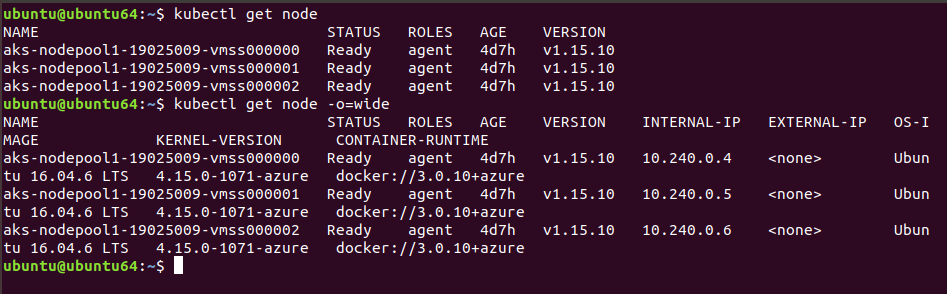 ubuntu@ubuntu64:~$ kubectl get node
NAME                                STATUS   ROLES   AGE    VERSION
aks-nodepool1-19025009-vmss000000   Ready    agent   4d7h   v1.15.10
aks-nodepool1-19025009-vmss000001   Ready    agent   4d7h   v1.15.10
aks-nodepool1-19025009-vmss000002   Ready    agent   4d7h   v1.15.10
ubuntu@ubuntu64:~$ kubectl get node -o=wide
NAME                                STATUS   ROLES   AGE    VERSION    INTERNAL-IP   EXTERNAL-IP   OS-I
MAGE             KERNEL-VERSION      CONTAINER-RUNTIME
aks-nodepool1-19025009-vmss000000   Ready    agent   4d7h   v1.15.10   10.240.0.4    <none>        Ubun
tu 16.04.6 LTS   4.15.0-1071-azure   docker://3.0.10+azure
aks-nodepool1-19025009-vmss000001   Ready    agent   4d7h   v1.15.10   10.240.0.5    <none>        Ubun
tu 16.04.6 LTS   4.15.0-1071-azure   docker://3.0.10+azure
aks-nodepool1-19025009-vmss000002   Ready    agent   4d7h   v1.15.10   10.240.0.6    <none>        Ubun
tu 16.04.6 LTS   4.15.0-1071-azure   docker://3.0.10+azure
ubuntu@ubuntu64:~$